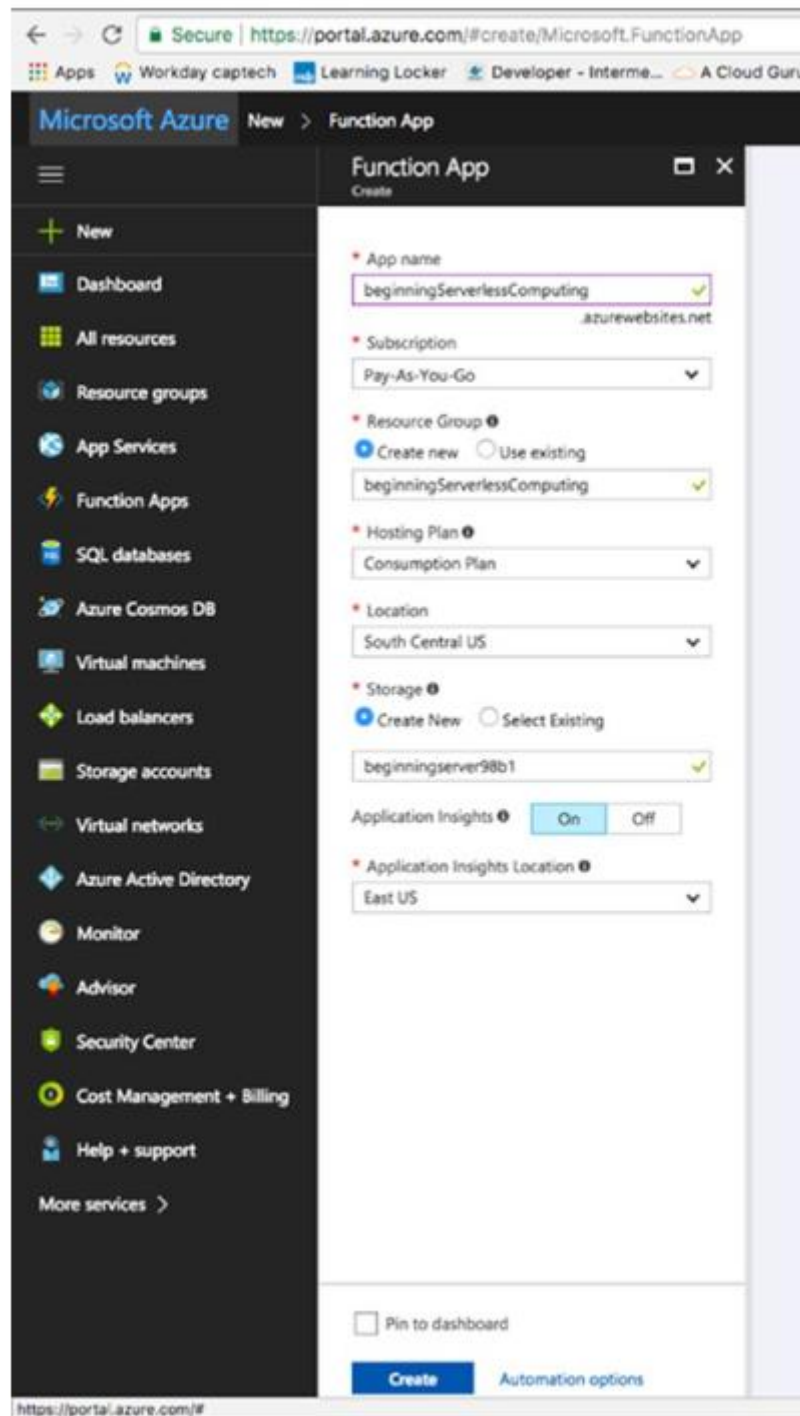 Secure | https://portal.azure.com/#create/Microsoft.FunctionApp
Apps Workday captech Learning Locker Developer - Interme... A Cloud Guru
Microsoft Azure New > Function App
Function App
Create
New
Dashboard
All resources
Resource groups
App Services
Function Apps
SQL databases
Azure Cosmos DB
Virtual machines
Load balancers
Storage accounts
Virtual networks
Azure Active Directory
Monitor
Advisor
Security Center
Cost Management + Billing
Help + support
More services >
* App name
beginningServerlessComputing
.azurewebsites.net
* Subscription
Pay-As-You-Go
* Resource Group
Create new Use existing
beginningServerlessComputing
* Hosting Plan
Consumption Plan
* Location
South Central US
* Storage
Create New Select Existing
beginningserver98b1
Application Insights On Off
* Application Insights Location
East US
Pin to dashboard
Create Automation options
https://portal.azure.com/#